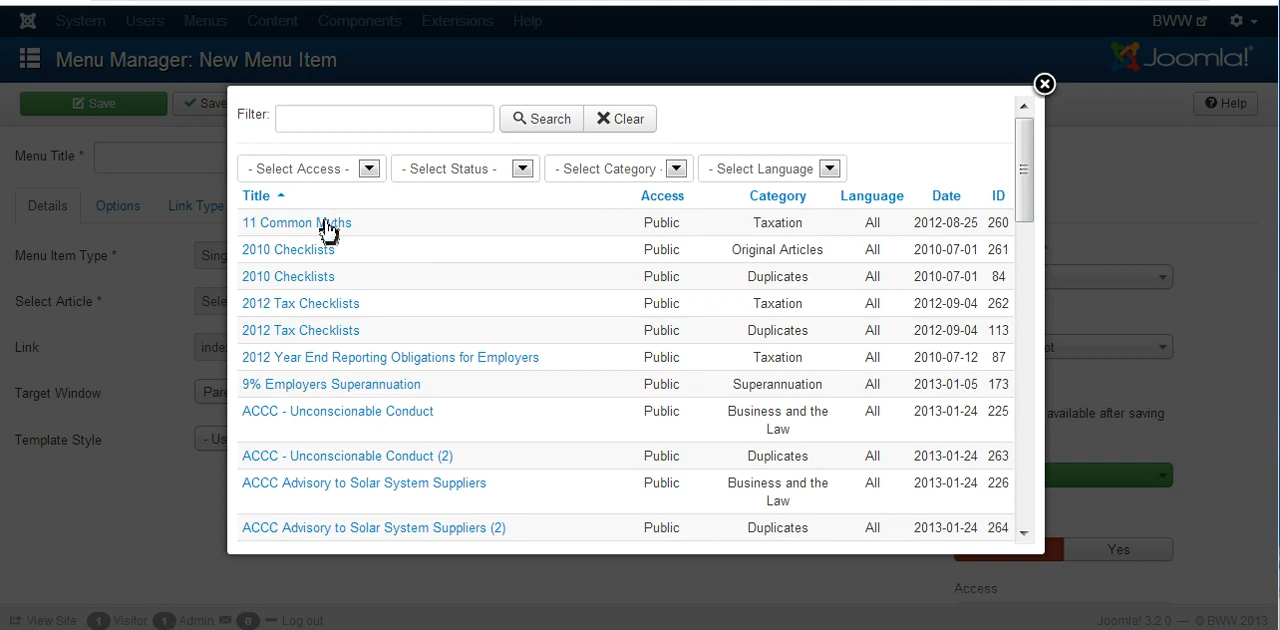 System Users Menus Content Components Extensions Help BWW
Menu Manager: New Menu Item Joomla!
Save Save Help
Filter: Search Clear
Menu Title *
- Select Access - - Select Status - - Select Category - - Select Language
Title Access Category Language Date ID
Details Options Link Type
11 Common Myths Public Taxation All 2012-08-25 260
2010 Checklists Public Original Articles All 2010-07-01 261
Menu Item Type *
2010 Checklists Public Duplicates All 2010-07-01 84
Select Article *
2012 Tax Checklists Public Taxation All 2012-09-04 262
2012 Tax Checklists Public Duplicates All 2012-09-04 113
Link
2012 Year End Reporting Obligations for Employers Public Taxation All 2010-07-12 87
9% Employers Superannuation Public Superannuation All 2013-01-05 173
Target Window
ACCC - Unconscionable Conduct Public Business and the Law All 2013-01-24 225
available after saving
Template Style
ACCC - Unconscionable Conduct (2) Public Duplicates All 2013-01-24 263
ACCC Advisory to Solar System Suppliers Public Business and the Law All 2013-01-24 226
ACCC Advisory to Solar System Suppliers (2) Public Duplicates All 2013-01-24 264
Yes
Access
View Site 1 Visitor 1 Admin 0 Log out Joomla! 3.2.0 — © BWW 2013